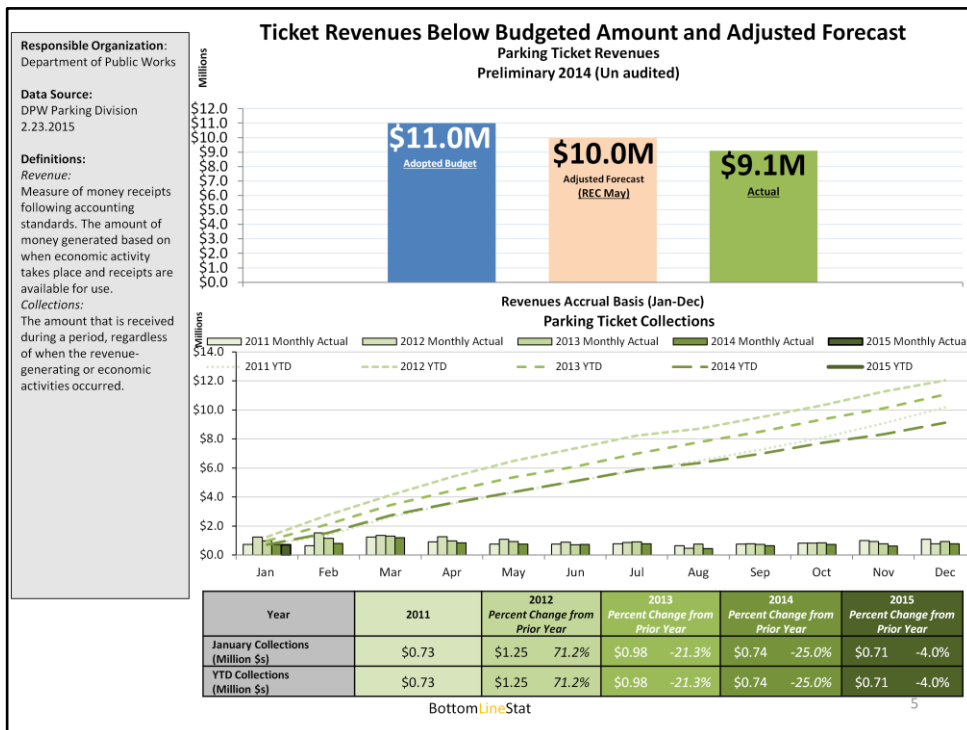 Ticket Revenues Below Budgeted Amount and Adjusted Forecast
Responsible Organization:
Department of Public Works
Data Source:
DPW Parking Division
2.23.2015
Definitions:
Revenue:
Measure of money receipts
following accounting
standards. The amount of
money generated based on
when economic activity
takes place and receipts are
available for use.
Collections:
The amount that is received
during a period, regardless
of when the revenue-
generating or economic
activities occurred.
Parking Ticket Revenues
Preliminary 2014 (Un audited)
Millions
$12.0
$11.0
$10.0
$9.0
$8.0
$7.0
$6.0
$5.0
$4.0
$3.0
$2.0
$1.0
$0.0
$11.0M
Adopted Budget
$10.0M
Adjusted Forecast
(REC May)
$9.1M
Actual
Revenues Accrual Basis (Jan-Dec)
Parking Ticket Collections
Millions
2011 Monthly Actual 2012 Monthly Actual 2013 Monthly Actual 2014 Monthly Actual 2015 Monthly Actual
2011 YTD 2012 YTD 2013 YTD 2014 YTD 2015 YTD
$14.0
$12.0
$10.0
$8.0
$6.0
$4.0
$2.0
$0.0
Jan Feb Mar Apr May Jun Jul Aug Sep Oct Nov Dec
Year 2011 2012 Percent Change from Prior Year 2013 Percent Change from Prior Year 2014 Percent Change from Prior Year 2015 Percent Change from Prior Year
January Collections (Million $s) $0.73 $1.25 71.2% $0.98 -21.3% $0.74 -25.0% $0.71 -4.0%
YTD Collections (Million $s) $0.73 $1.25 71.2% $0.98 -21.3% $0.74 -25.0% $0.71 -4.0%
BottomLineStat
5